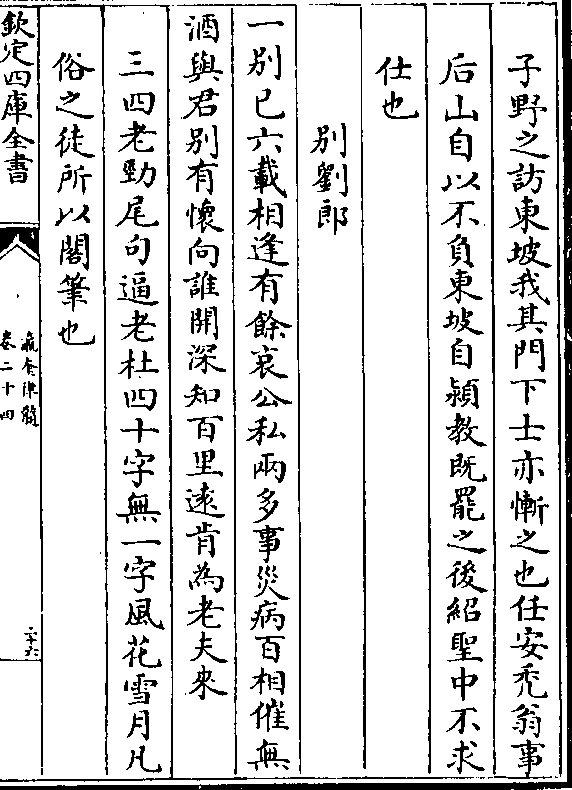 子野之訪東坡我其門下士亦慚之也任安禿翁事
后山自以不負東坡自潁教既罷之後紹聖中不求
仕也
別劉郎
一別已六載相逢有餘哀公私兩多事災病百相催無
酒與君別有懷向誰開深知百里逺肯為老夫來
三四老勁尾句逼老杜四十字無一字風花雪月凡
俗之徒所以閣筆也
欽定四庫全書
瀛奎律髓
卷二十四
二十六